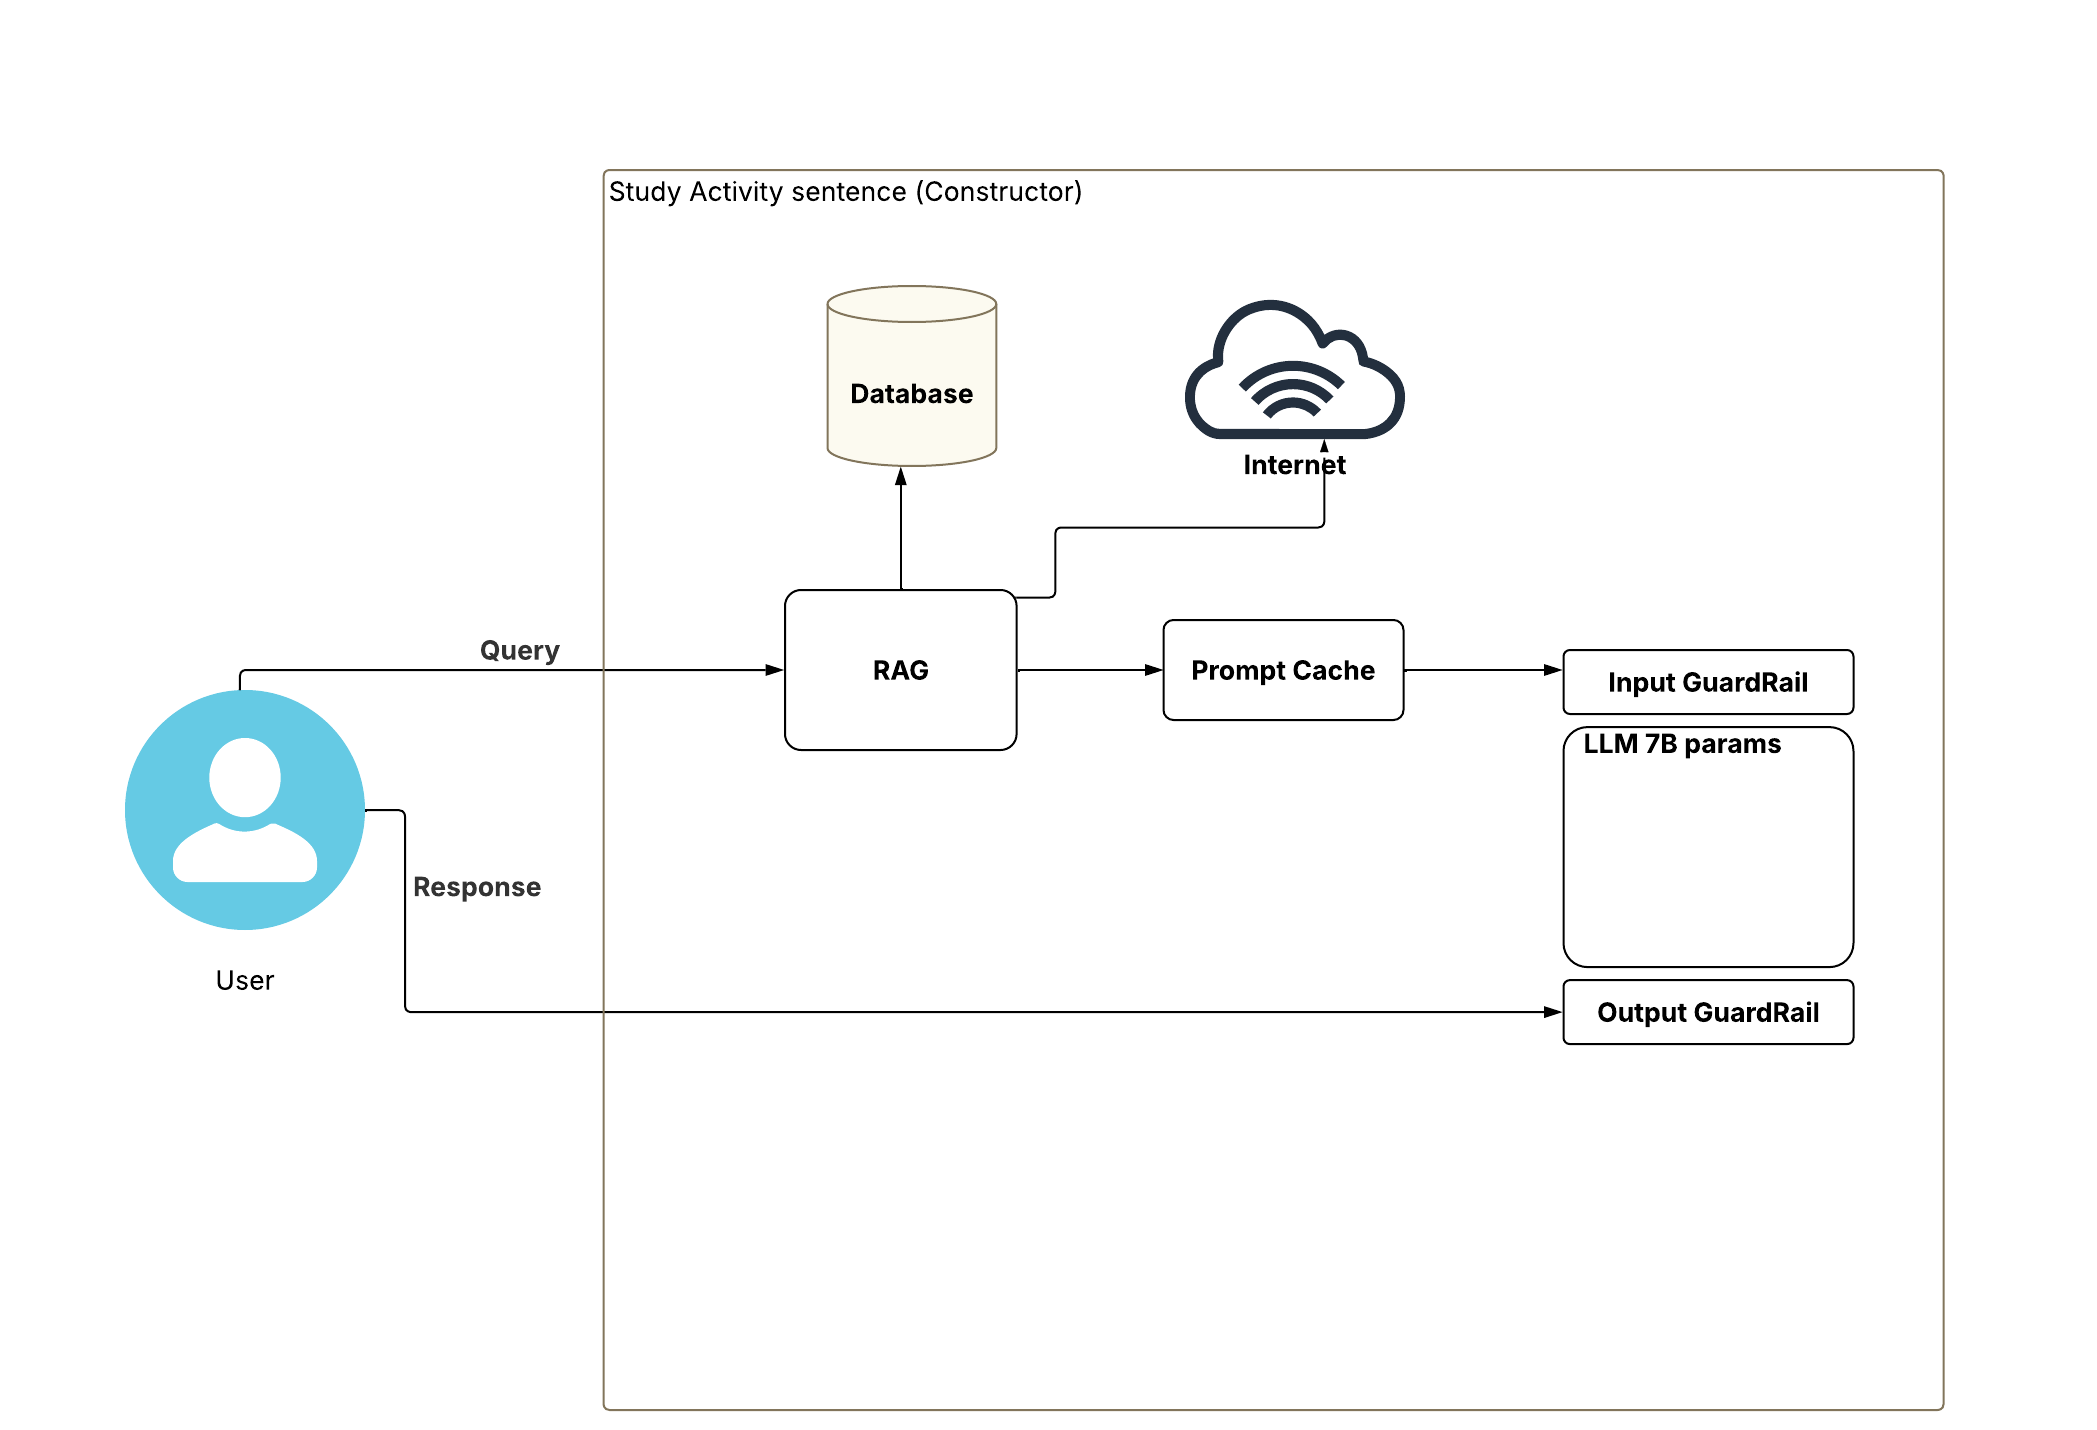 Study Activity sentence (Constructor)
Database
Internet
Query
RAG
Prompt Cache
Input GuardRail
LLM 7B params
Response
User
Output GuardRail